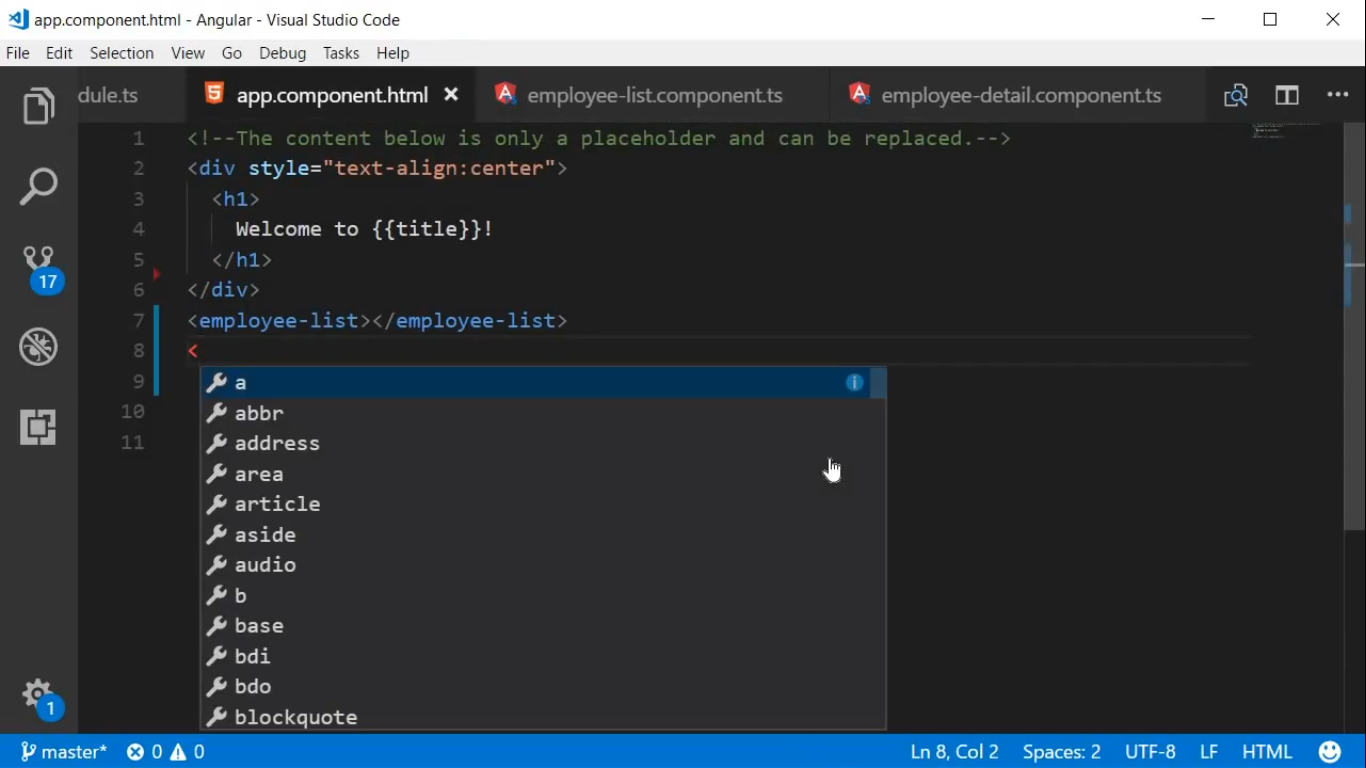 app.component.html - Angular - Visual Studio Code
File Edit Selection View Go Debug Tasks Help
dule.ts app.component.html employee-list.component.ts employee-detail.component.ts
1 <!--The content below is only a placeholder and can be replaced.-->
2 <div style="text-align:center">
3 <h1>
4 Welcome to {{title}}!
5 </h1>
6 </div>
7 <employee-list></employee-list>
8 <
9 a
abbr
10 address
11 area
article
aside
audio
b
base
bdi
bdo
blockquote
17
1
master* 0 0 Ln 8, Col 2 Spaces: 2 UTF-8 LF HTML